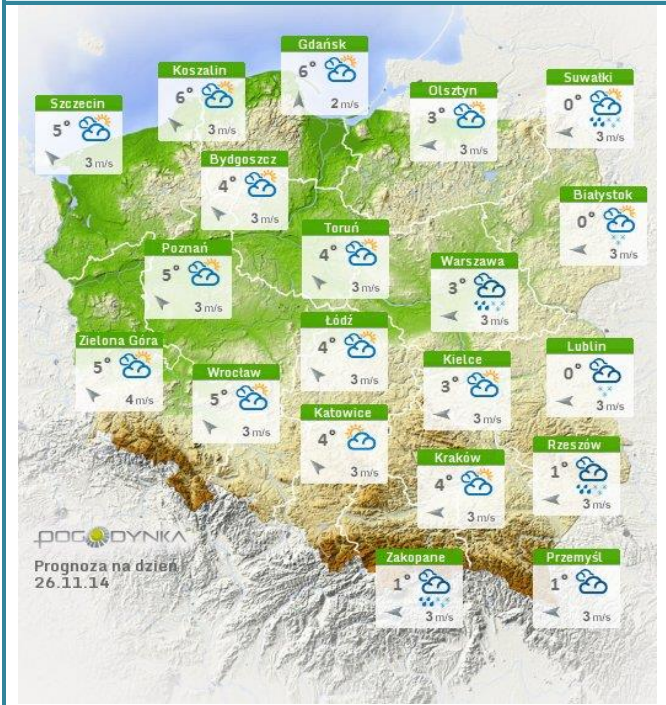 Gdańsk
6°
2 m/s
Koszalin
6°
3 m/s
Suwałki
0°
3 m/s
Olsztyn
3°
3 m/s
Szczecin
5°
3 m/s
Bydgoszcz
4°
3 m/s
Białystok
0°
3 m/s
Toruń
4°
3 m/s
Poznań
5°
3 m/s
Warszawa
3°
3 m/s
Łódź
4°
3 m/s
Zielona Góra
5°
4 m/s
Lublin
0°
3 m/s
Kielce
3°
3 m/s
Wrocław
5°
3 m/s
Katowice
4°
3 m/s
Rzeszów
1°
3 m/s
Kraków
4°
3 m/s
POGODYNKA
Prognoza na dzień
26.11.14
Zakopane
1°
3 m/s
Przemyśl
1°
3 m/s